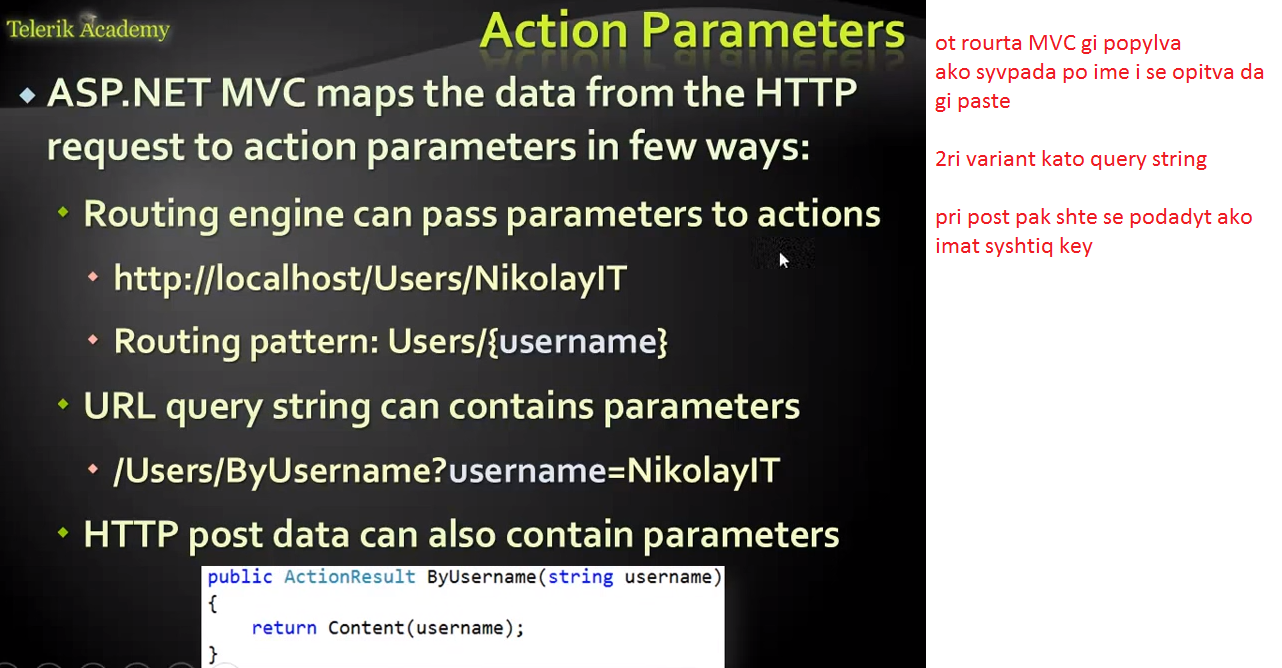 Telerik Academy
Action Parameters
ASP.NET MVC maps the data from the HTTP
request to action parameters in few ways:
Routing engine can pass parameters to actions
http://localhost/Users/NikolayIT
Routing pattern: Users/{username}
URL query string can contains parameters
/Users/ByUsername?username=NikolayIT
HTTP post data can also contain parameters
public ActionResult ByUsername(string username)
{
return Content(username);
}
ot rourta MVC gi popylva
ako syvpada po ime i se opitva da
gi paste
2ri variant kato query string
pri post pak shte se podadyt ako
imat syshtiq key